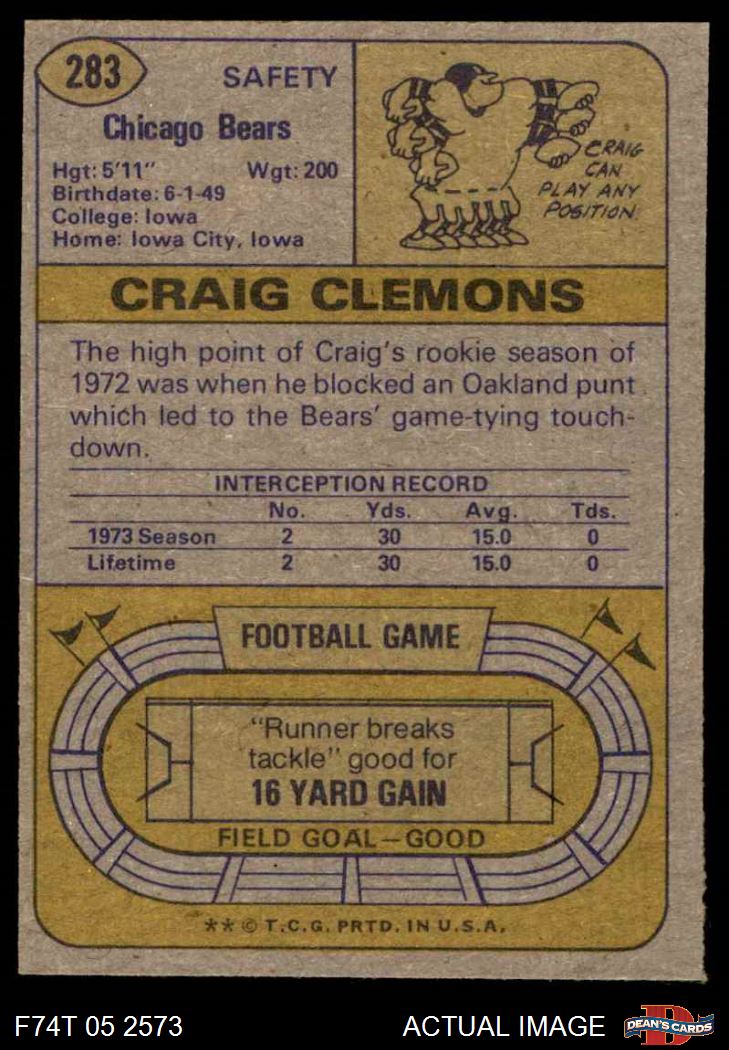 283
SAFETY
Chicago Bears
Hgt: 5'11" Wgt: 200
Birthdate: 6-1-49
College: Iowa
Home: Iowa City, Iowa
CRAIG
CAN
PLAY ANY
POSITION
CRAIG CLEMONS
The high point of Craig's rookie season of
1972 was when he blocked an Oakland punt
which led to the Bears' game-tying touch-
down.
INTERCEPTION RECORD
No. Yds. Avg. Tds.
1973 Season 2 30 15.0 0
Lifetime 2 30 15.0 0
FOOTBALL GAME
"Runner breaks
tackle" good for
16 YARD GAIN
FIELD GOAL—GOOD
** © T.C.G. PRTD. IN U.S.A.
F74T 05 2573 ACTUAL IMAGE
D
DEAN'S CARDS